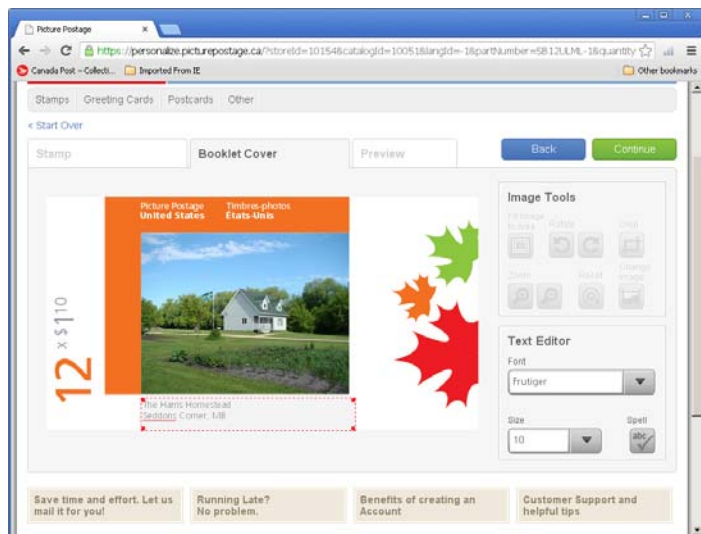 Picture Postage
https://personalize.picturepostage.ca/?storeId=10154&catalogId=10051&langId=-1&partNumber=SB12ULML-1&quantity
Canada Post – Collecti... Imported From IE Other bookmarks
Stamps Greeting Cards Postcards Other
< Start Over
Stamp Booklet Cover Preview Back Continue
Picture Postage Timbres-photos
United States États-Unis
12 x $1.10
The Harris Homestead
Seddons Corner, MB
Image Tools
Fit image to area Rotate Crop
Zoom Change image
Text Editor
Font
Frutiger
Size Spell
10 abc
Save time and effort. Let us
mail it for you!
Running Late?
No problem.
Benefits of creating an
Account
Customer Support and
helpful tips